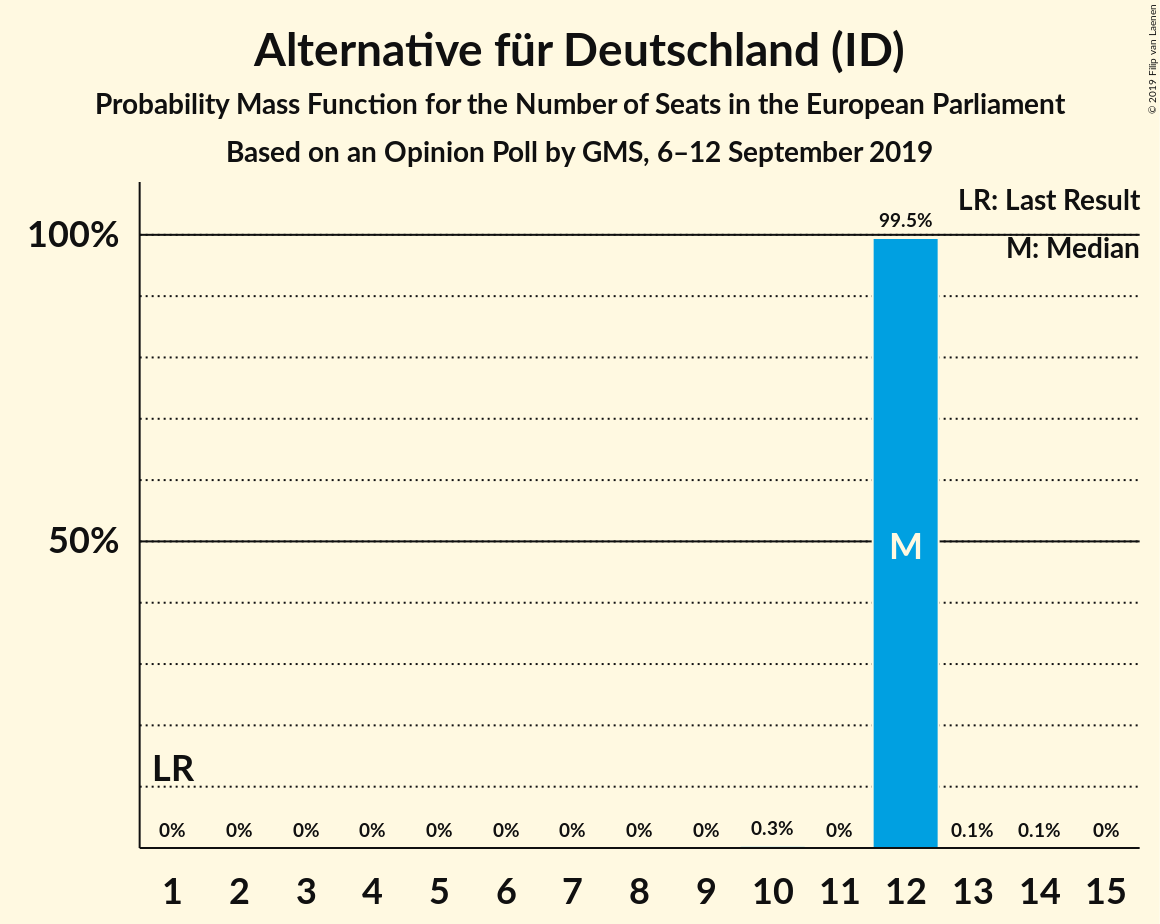 Alternative für Deutschland (ID)
Probability Mass Function for the Number of Seats in the European Parliament
Based on an Opinion Poll by GMS, 6–12 September 2019
© 2019 Filip van Laenen
LR: Last Result
M: Median
99.5%
100%
50%
M
LR
0% 0% 0% 0% 0% 0% 0% 0% 0% 0.3% 0% 0.1% 0.1% 0%
1 2 3 4 5 6 7 8 9 10 11 12 13 14 15